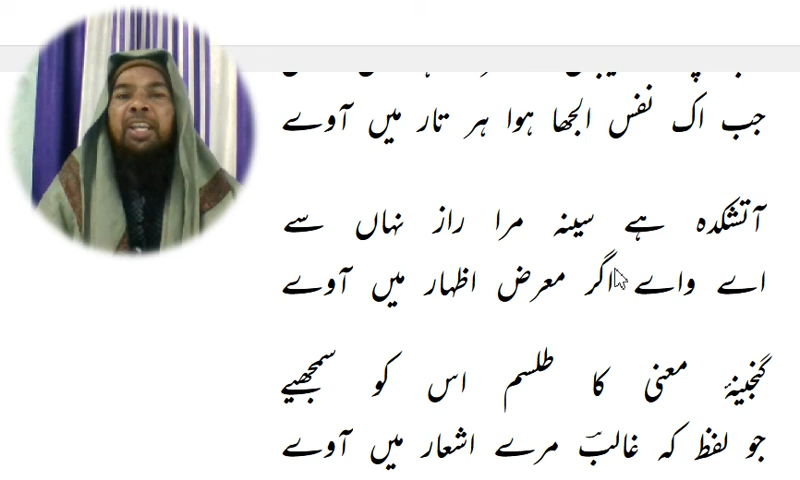 جب اک نفس الجھا ہوا ہر تار میں آوے
آتشکدہ ہے سینہ مرا راز نہاں سے
اے واے اگر معرض اظہار میں آوے
گنجینۂ معنی کا طلسم اس کو سمجھیے
جو لفظ کہ غالبؔ مرے اشعار میں آوے